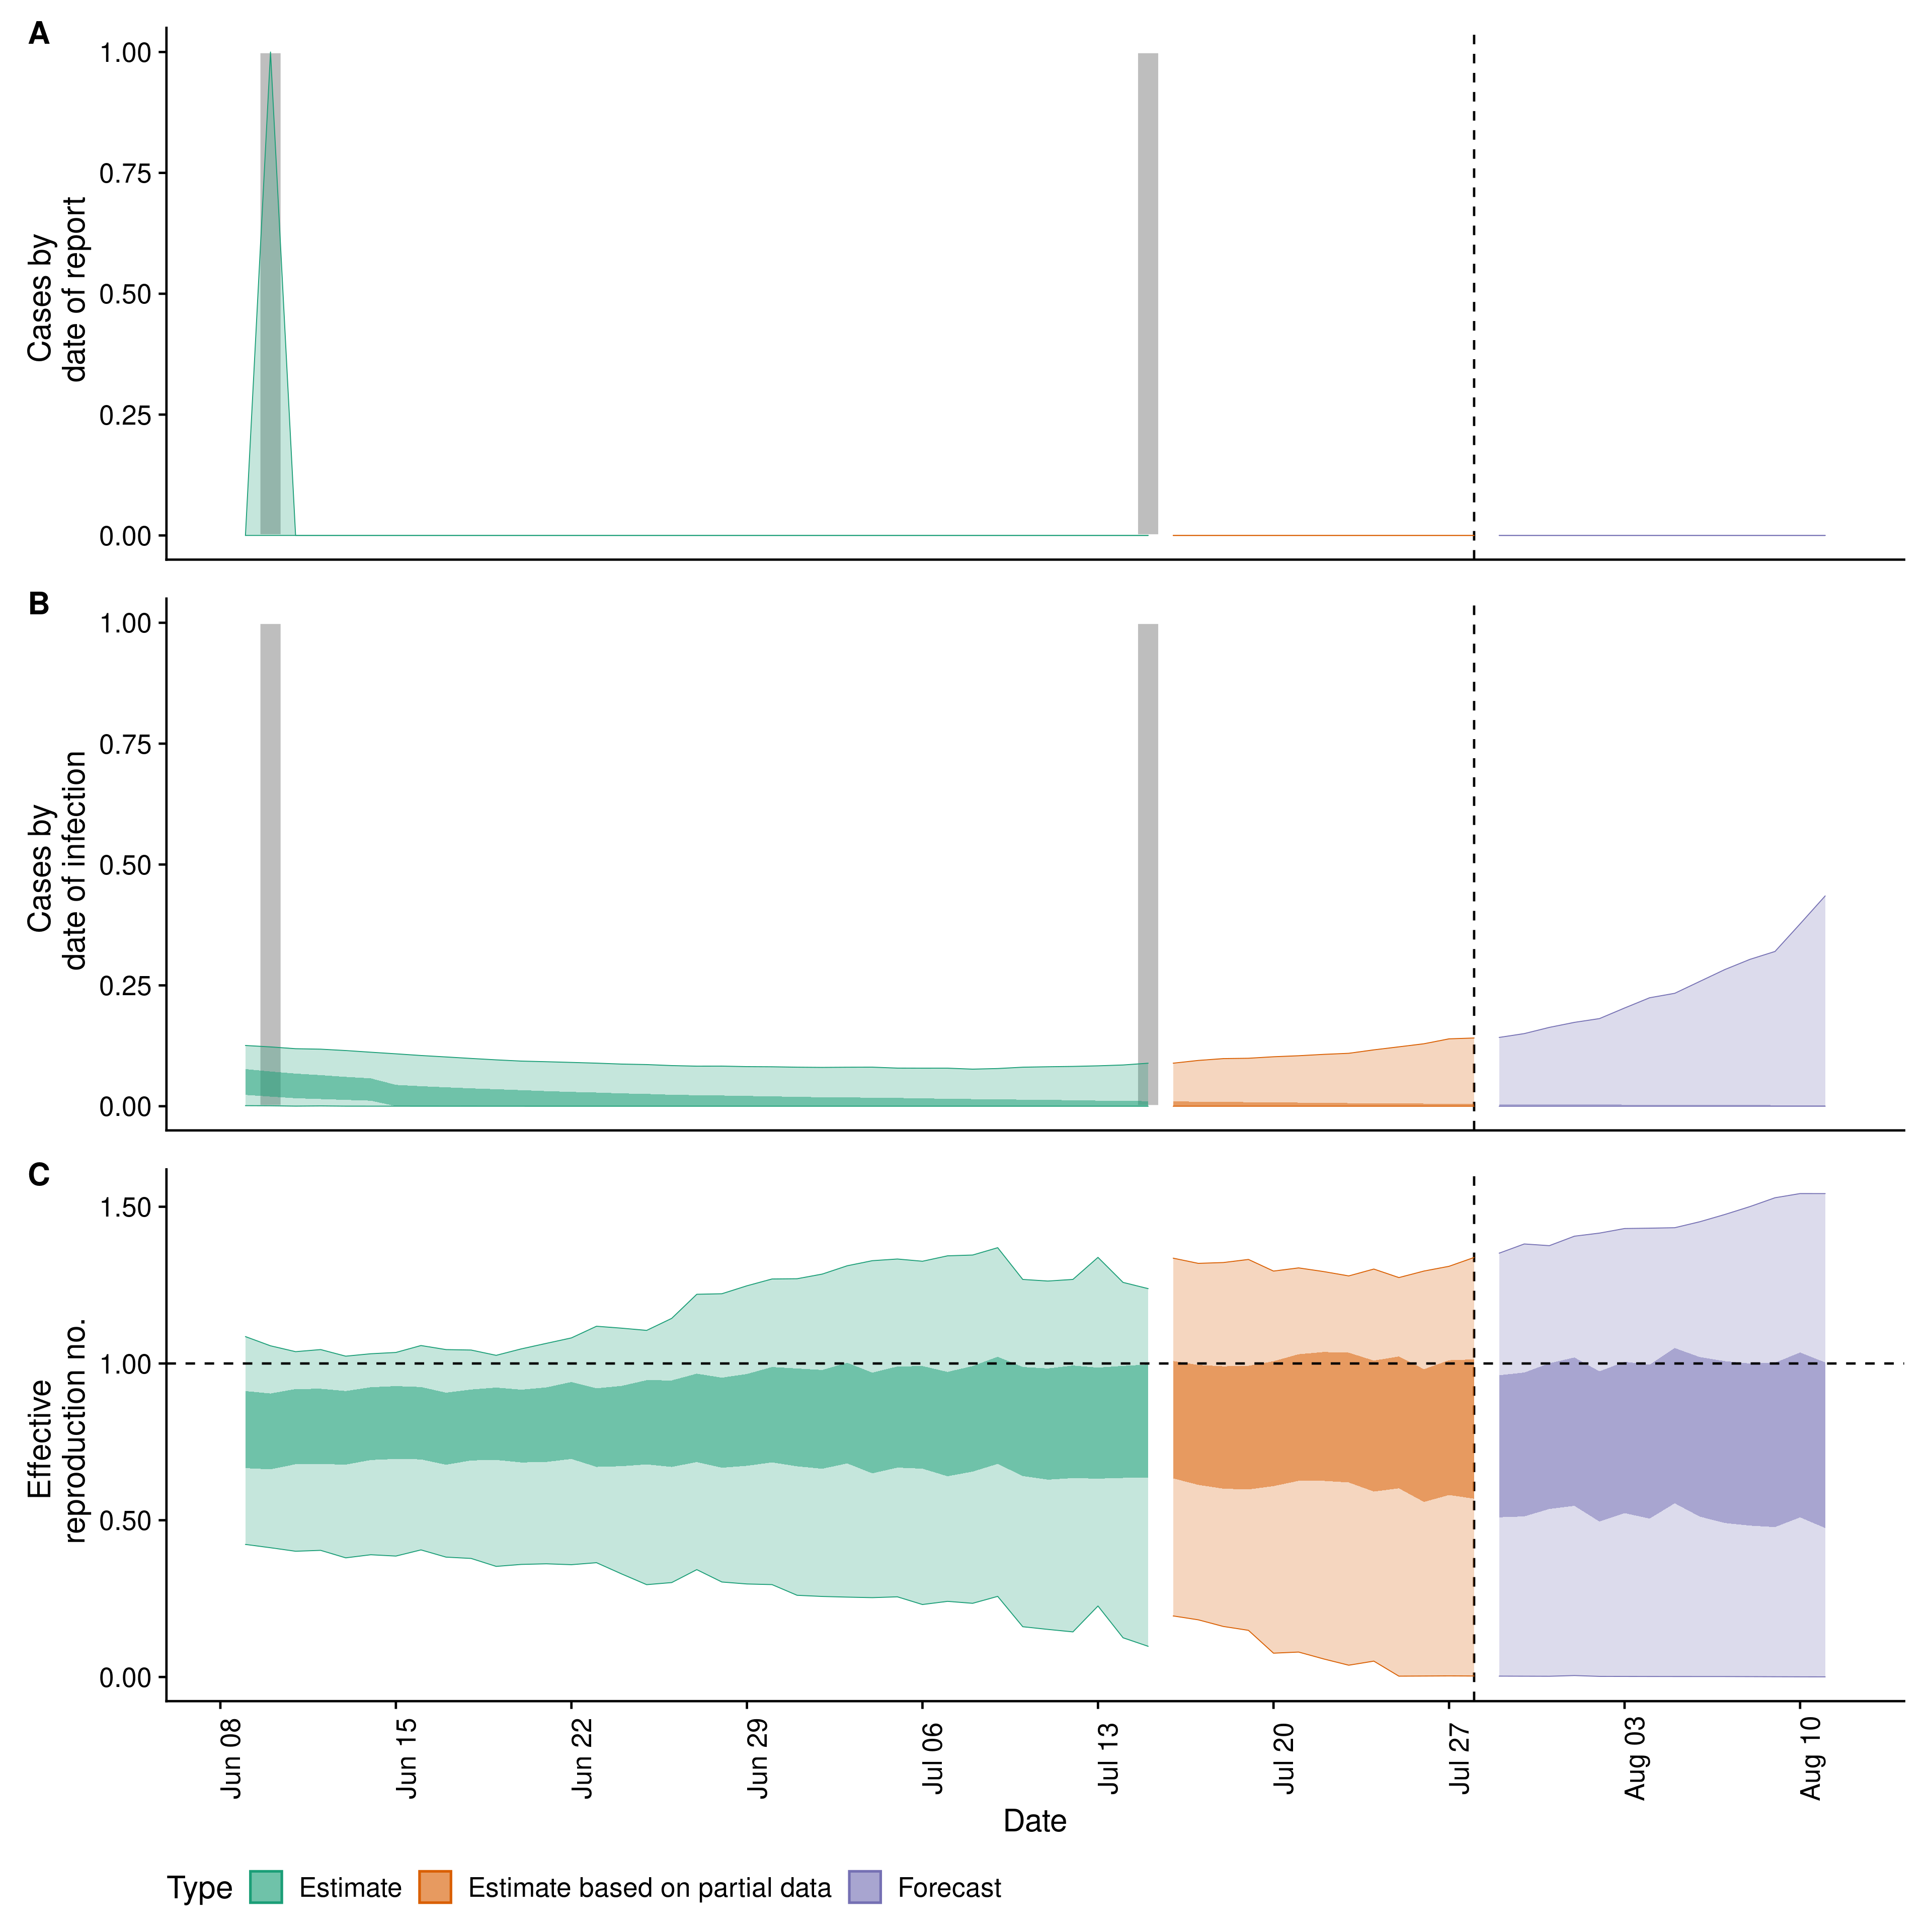 A
Cases by
date of report
1.00
0.75
0.50
0.25
0.00
B
Cases by
date of infection
1.00
0.75
0.50
0.25
0.00
C
Effective
reproduction no.
1.50
1.00
0.50
0.00
Jun 08
Jun 15
Jun 22
Jun 29
Jul 06
Jul 13
Jul 20
Jul 27
Aug 03
Aug 10
Date
Type Estimate Estimate based on partial data Forecast